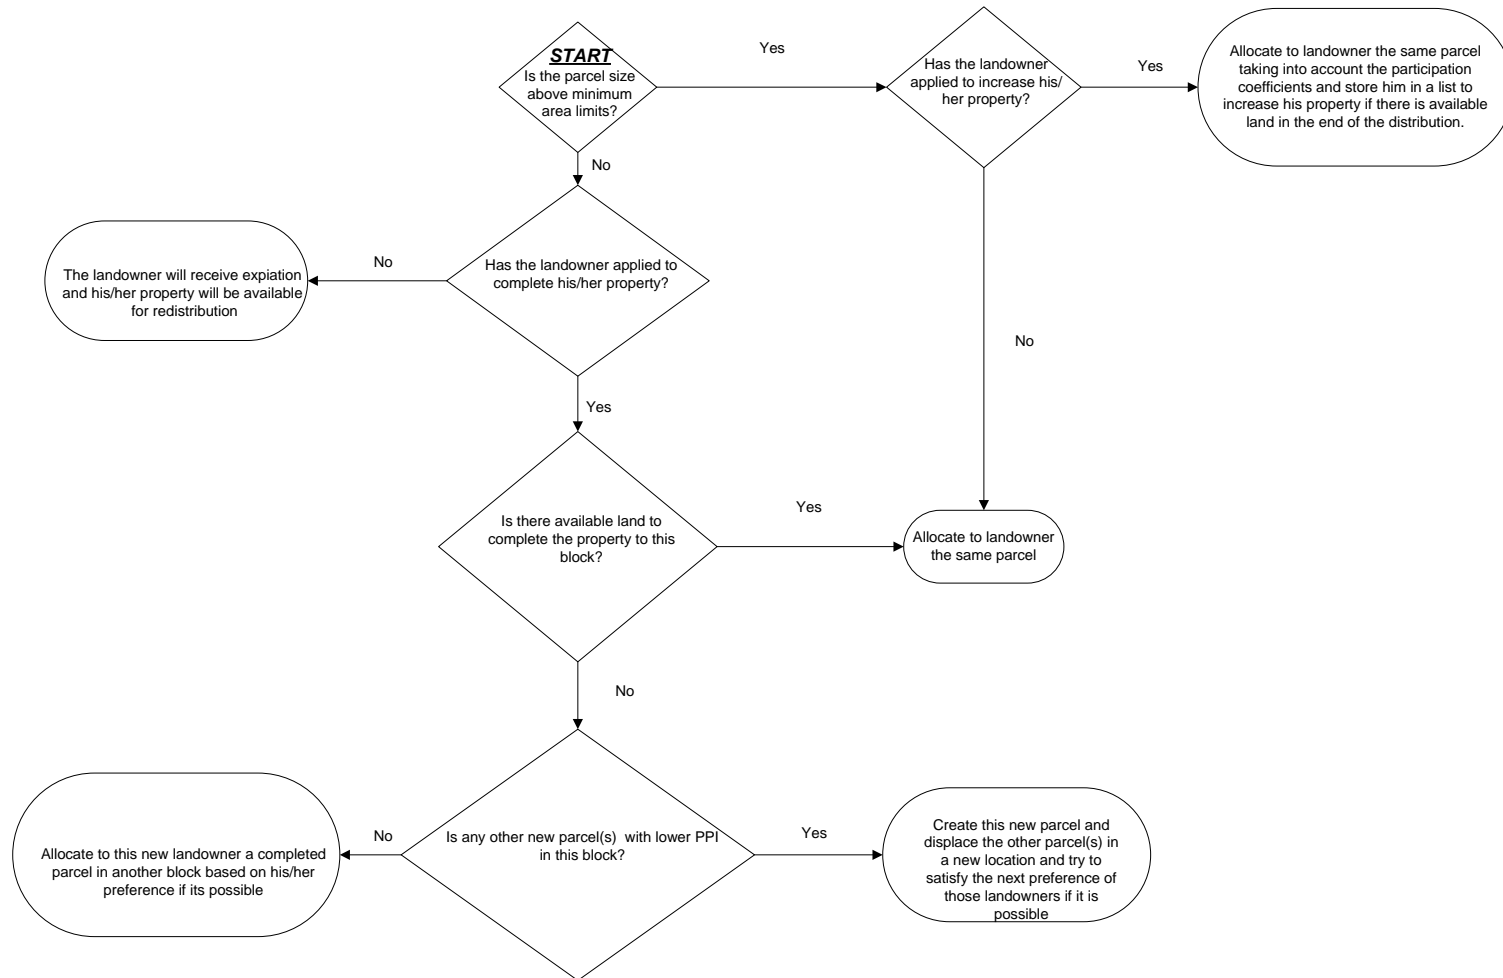 START
Is the parcel size
above minimum
area limits?
Yes
Has the landowner
applied to increase his/
her property?
Yes
Allocate to landowner the same parcel
taking into account the participation
coefficients and store him in a list to
increase his property if there is available
land in the end of the distribution.
No
No
Has the landowner applied to
complete his/her property?
No
The landowner will receive expiation
and his/her property will be available
for redistribution
Yes
Is there available land to
complete the property to this
block?
Yes
Allocate to landowner
the same parcel
No
Is any other new parcel(s)  with lower PPI
in this block?
No
Allocate to this new landowner a completed
parcel in another block based on his/her
preference if its possible
Yes
Create this new parcel and
displace the other parcel(s) in
a new location and try to
satisfy the next preference of
those landowners if it is
possible